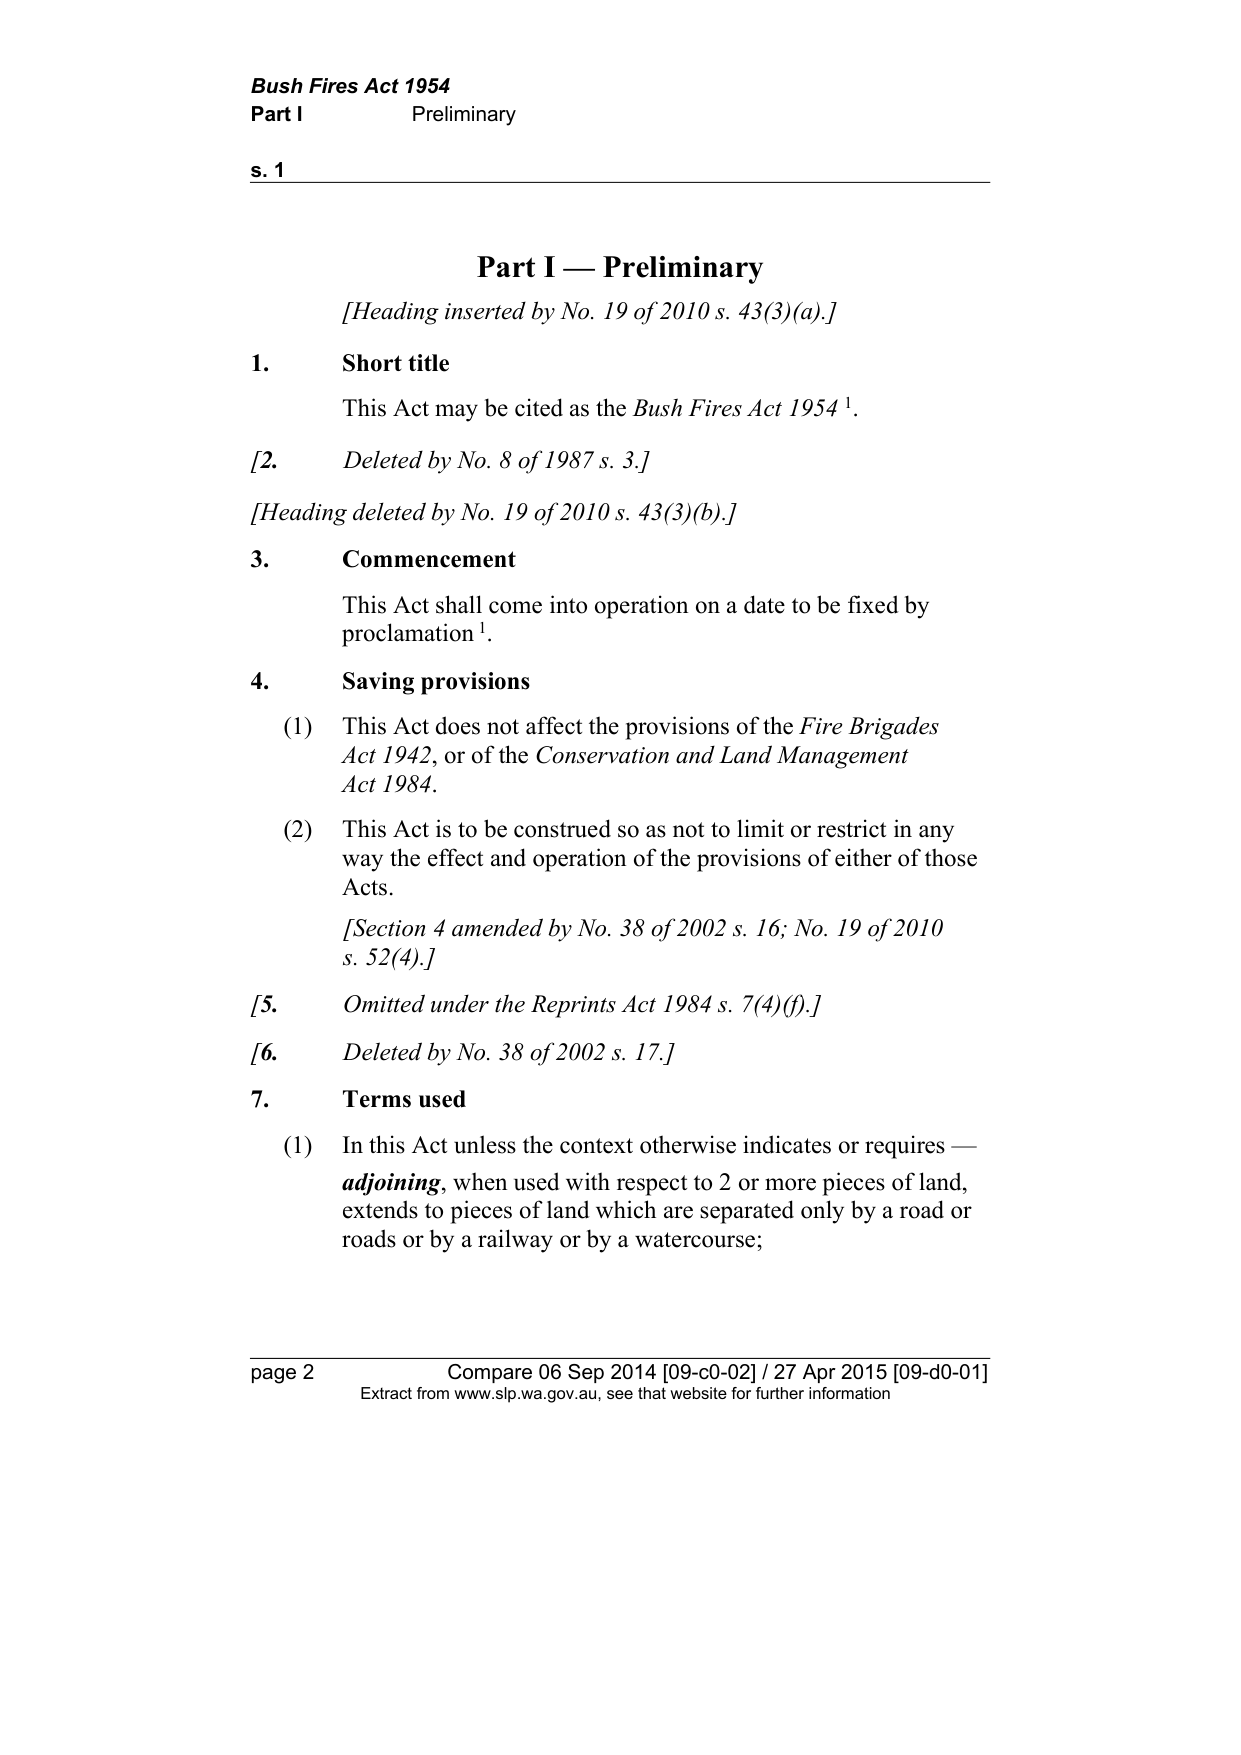 Bush Fires Act 1954
Part I Preliminary
s. 1
Part I — Preliminary
[Heading inserted by No. 19 of 2010 s. 43(3)(a).]
1. Short title
This Act may be cited as the Bush Fires Act 1954 1.
[2. Deleted by No. 8 of 1987 s. 3.]
[Heading deleted by No. 19 of 2010 s. 43(3)(b).]
3. Commencement
This Act shall come into operation on a date to be fixed by
proclamation 1.
4. Saving provisions
(1) This Act does not affect the provisions of the Fire Brigades
Act 1942, or of the Conservation and Land Management
Act 1984.
(2) This Act is to be construed so as not to limit or restrict in any
way the effect and operation of the provisions of either of those
Acts.
[Section 4 amended by No. 38 of 2002 s. 16; No. 19 of 2010
s. 52(4).]
[5. Omitted under the Reprints Act 1984 s. 7(4)(f).]
[6. Deleted by No. 38 of 2002 s. 17.]
7. Terms used
(1) In this Act unless the context otherwise indicates or requires —
adjoining, when used with respect to 2 or more pieces of land,
extends to pieces of land which are separated only by a road or
roads or by a railway or by a watercourse;
page 2 Compare 06 Sep 2014 [09-c0-02] / 27 Apr 2015 [09-d0-01]
Extract from www.slp.wa.gov.au, see that website for further information